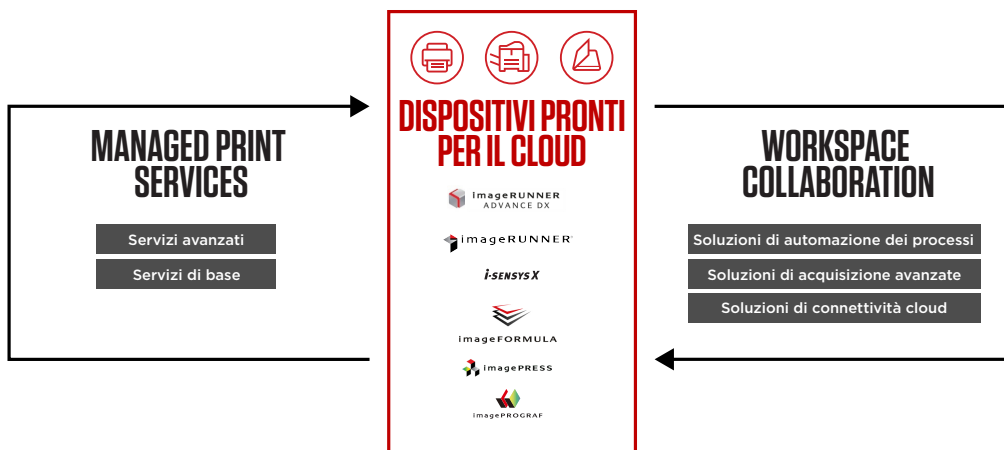 MANAGED PRINT
SERVICES
Servizi avanzati
Servizi di base
DISPOSITIVI PRONTI
PER IL CLOUD
imageRUNNER
ADVANCE DX
imageRUNNER
i-SENSYS X
imageFORMULA
imagePRESS
imagePROGRAF
WORKSPACE
COLLABORATION
Soluzioni di automazione dei processi
Soluzioni di acquisizione avanzate
Soluzioni di connettività cloud